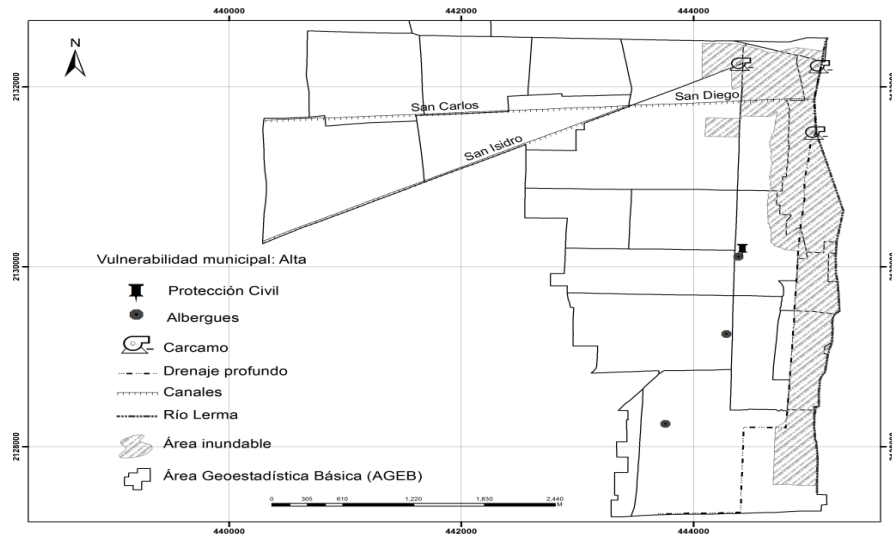 440000 442000 444000
N
2132000
San Carlos
San Diego
San Isidro
Vulnerabilidad municipal: Alta
2130000
Protección Civil
Albergues
Carcamo
Drenaje profundo
Canales
Río Lerma
Área inundable
2128000
Área Geoestadística Básica (AGEB)
0 305 610 1,220 1,830 2,440
M
440000 442000 444000